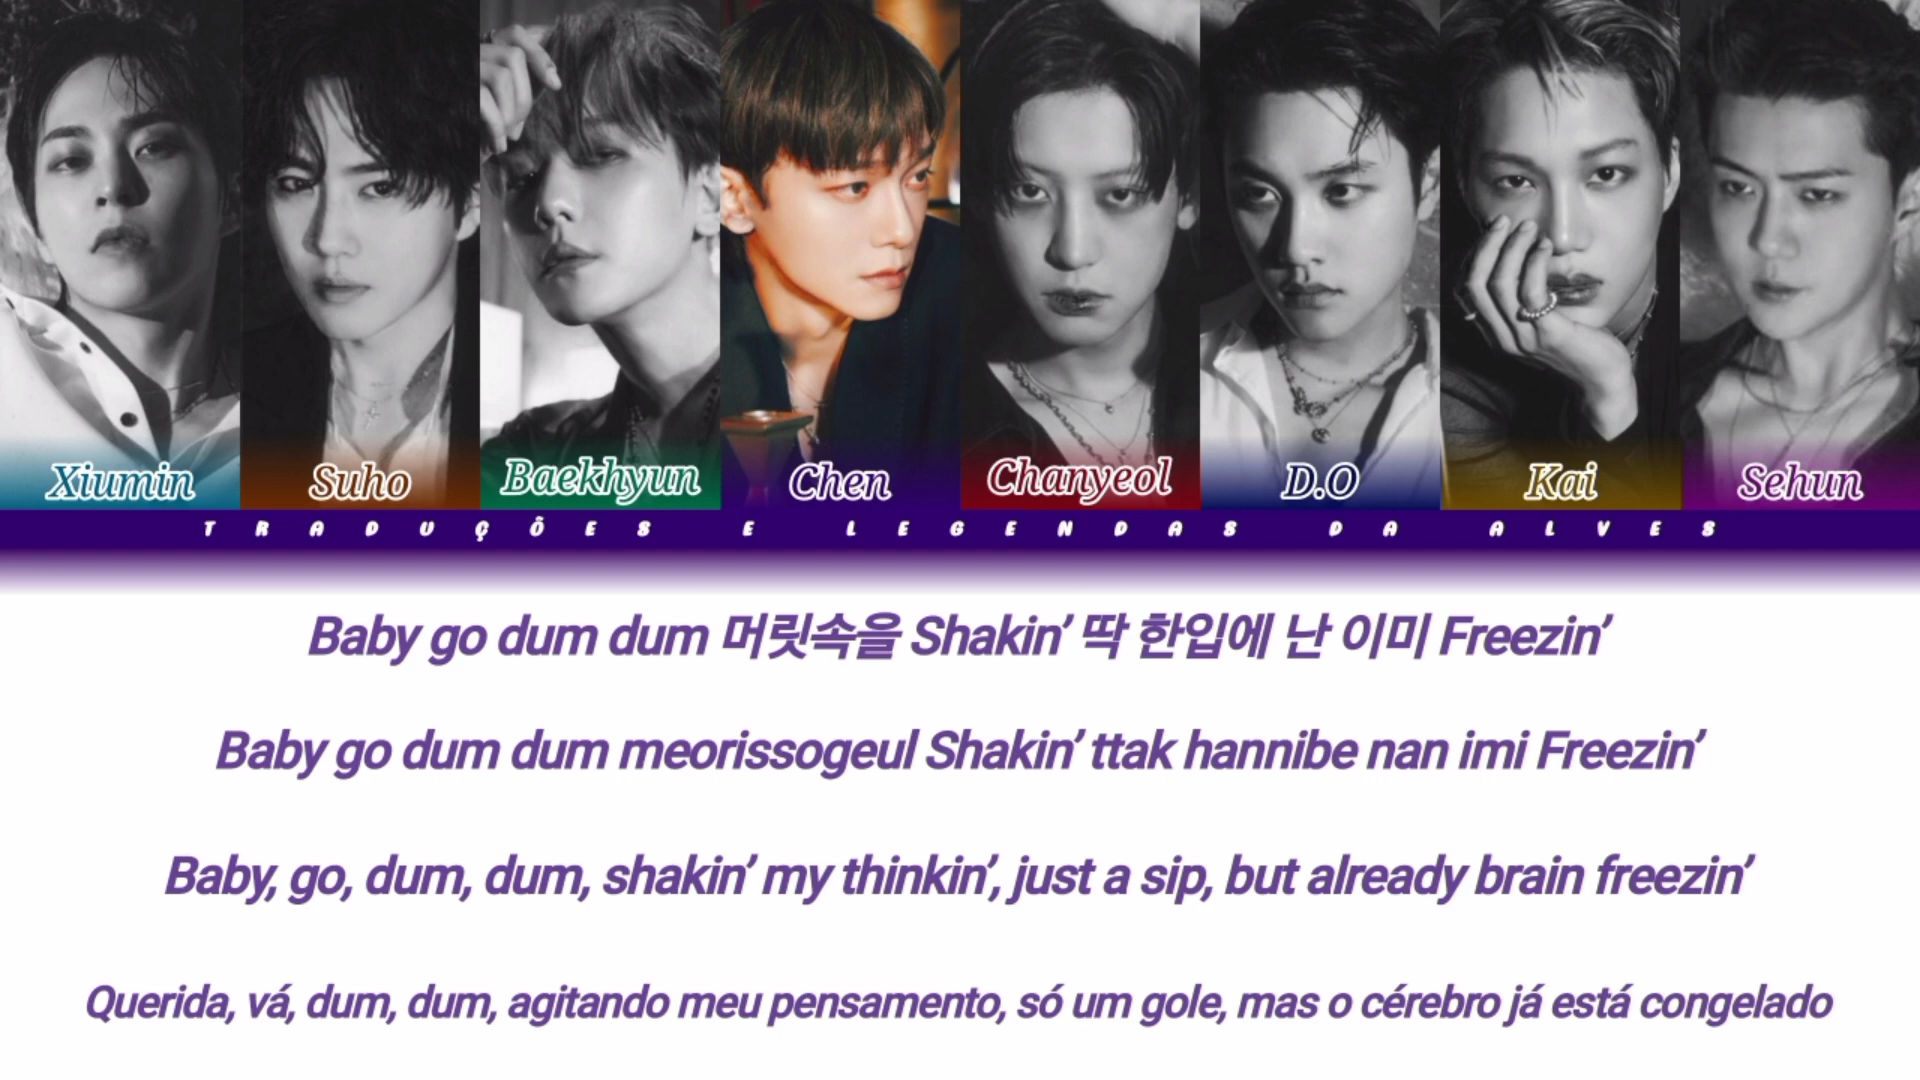 Xiumin Suho Baekhyun Chen Chanyeol D.O Kai Sehun
TRADUÇÕES E LEGENDAS DA ALVES
Baby go dum dum 머릿속을 Shakin’ 딱 한입에 난 이미 Freezin’
Baby go dum dum meorissogeul Shakin’ ttak hannibe nan imi Freezin’
Baby, go, dum, dum, shakin’ my thinkin’, just a sip, but already brain freezin’
Querida, vá, dum, dum, agitando meu pensamento, só um gole, mas o cérebro já está congelado